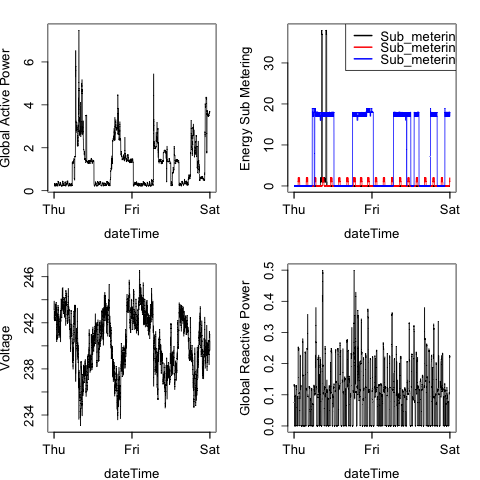 Global Active Power
0 2 4 6
Thu Fri Sat
dateTime
Energy Sub Metering
0 10 20 30
Sub_meterin
Sub_meterin
Sub_meterin
Thu Fri Sat
dateTime
Voltage
234 238 242 246
Thu Fri Sat
dateTime
Global Reactive Power
0.0 0.1 0.2 0.3 0.4 0.5
Thu Fri Sat
dateTime